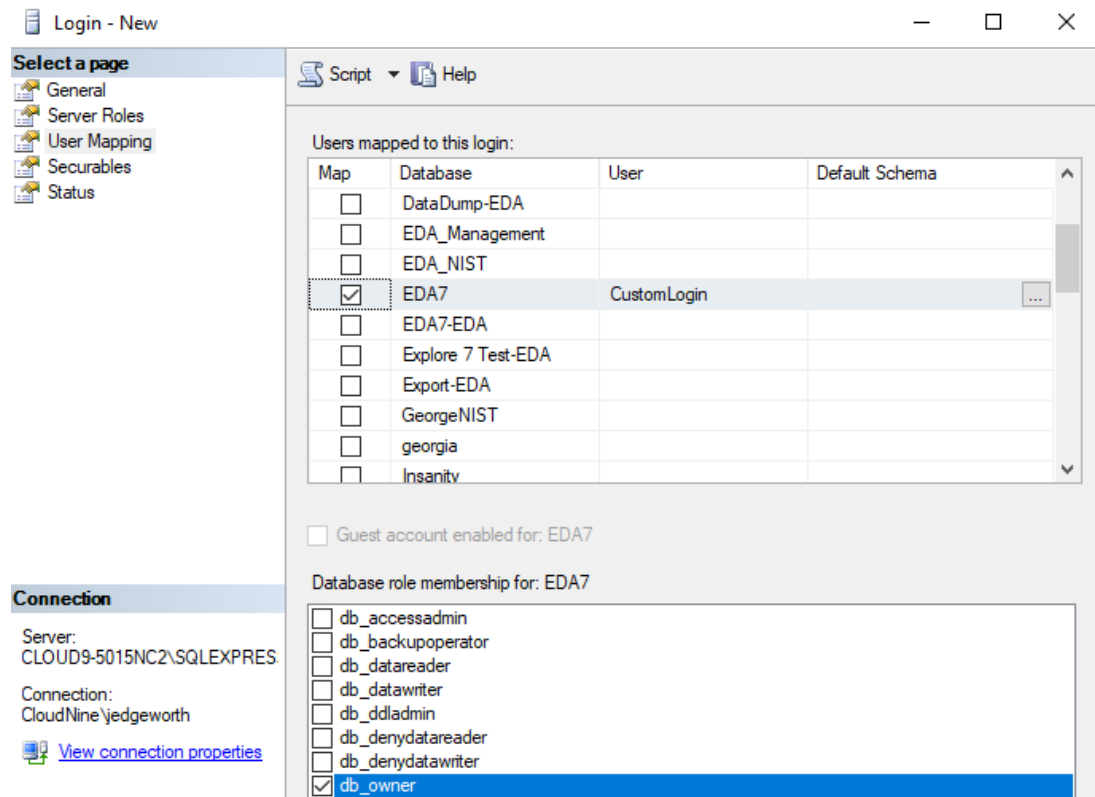 Login - New
Select a page
General
Server Roles
User Mapping
Securables
Status
Script Help
Users mapped to this login:
Map Database User Default Schema
DataDump-EDA
EDA_Management
EDA_NIST
EDA7 CustomLogin ...
EDA7-EDA
Explore 7 Test-EDA
Export-EDA
GeorgeNIST
georgia
Insanity
Guest account enabled for: EDA7
Database role membership for: EDA7
db_accessadmin
db_backupoperator
db_datareader
db_datawriter
db_ddladmin
db_denydatareader
db_denydatawriter
db_owner
Connection
Server:
CLOUD9-5015NC2\SQLEXPRES
Connection:
CloudNine\jedgeworth
View connection properties